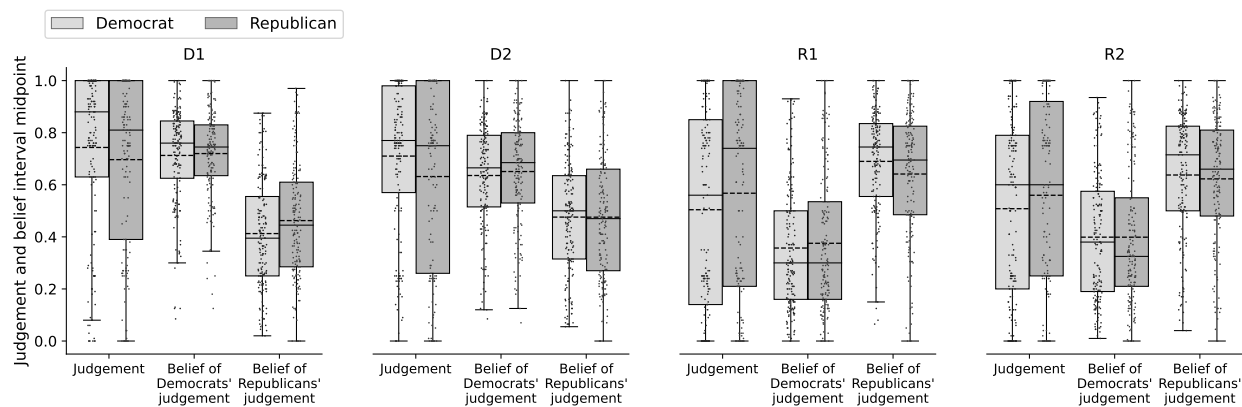 Democrat Republican
D1 D2 R1 R2
Judgement and belief interval midpoint
1.0
0.8
0.6
0.4
0.2
0.0
Judgement Belief of Belief of Judgement Belief of Belief of Judgement Belief of Belief of Judgement Belief of Belief of
Democrats' Republicans' Democrats' Republicans' Democrats' Republicans' Democrats' Republicans'
judgement judgement judgement judgement judgement judgement judgement judgement